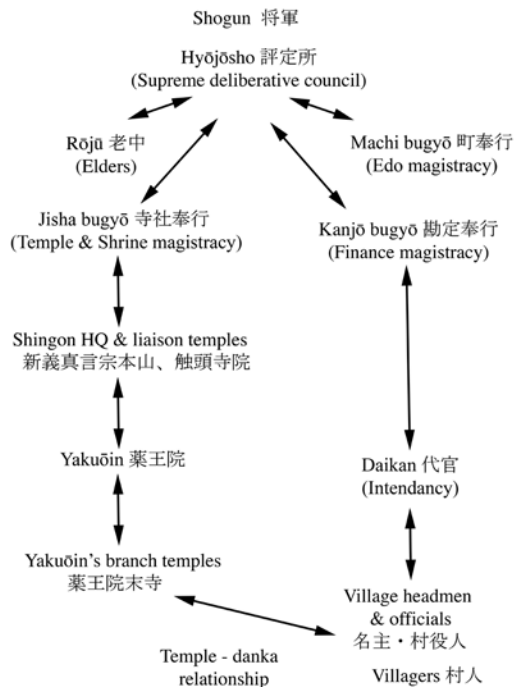 Shogun 将軍
Hyōjōsho 評定所
(Supreme deliberative council)
Rōjū 老中
(Elders)
Machi bugyō 町奉行
(Edo magistracy)
Jisha bugyō 寺社奉行
(Temple & Shrine magistracy)
Kanjō bugyō 勘定奉行
(Finance magistracy)
Shingon HQ & liaison temples
新義真言宗本山、触頭寺院
Yakuōin 薬王院
Daikan 代官
(Intendancy)
Yakuōin's branch temples
薬王院末寺
Village headmen
& officials
名主・村役人
Temple - danka
relationship
Villagers 村人